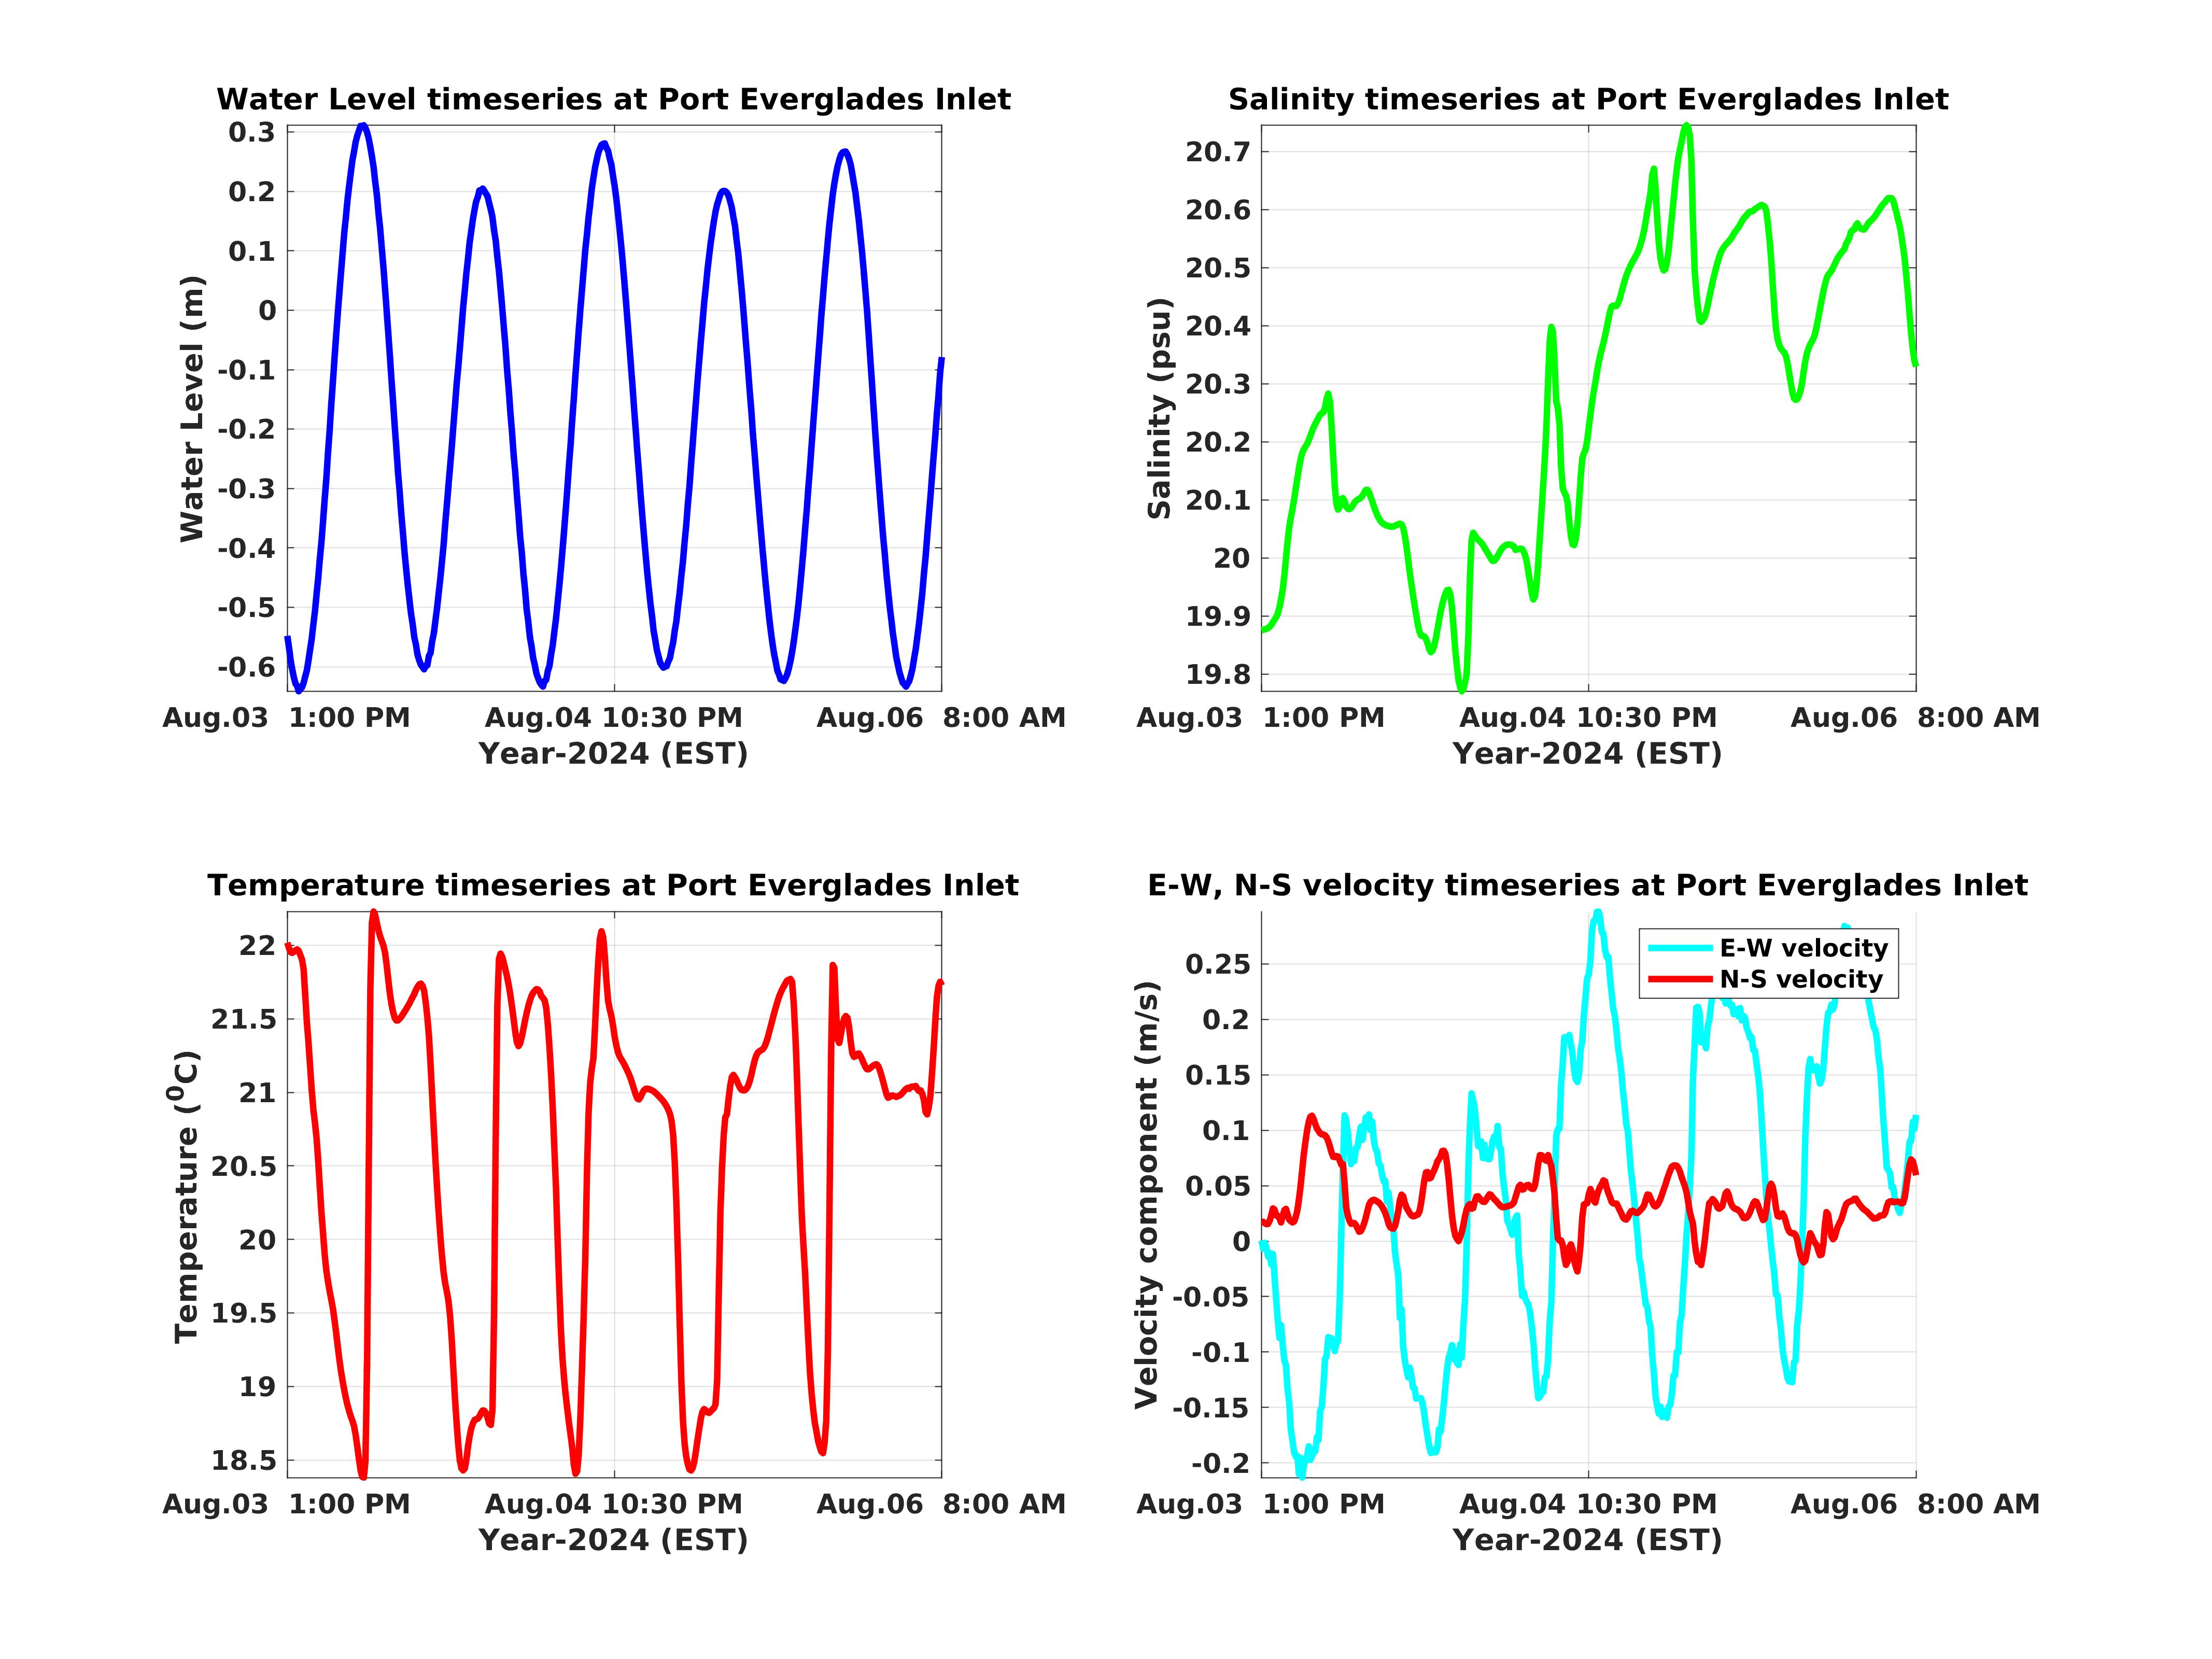 Water Level timeseries at Port Everglades Inlet
0.3
0.2
0.1
0
-0.1
-0.2
-0.3
-0.4
-0.5
-0.6
Water Level (m)
Aug.03 1:00 PM Aug.04 10:30 PM Aug.06 8:00 AM
Year-2024 (EST)
Salinity timeseries at Port Everglades Inlet
20.7
20.6
20.5
20.4
20.3
20.2
20.1
20
19.9
19.8
Salinity (psu)
Aug.03 1:00 PM Aug.04 10:30 PM Aug.06 8:00 AM
Year-2024 (EST)
Temperature timeseries at Port Everglades Inlet
22
21.5
21
20.5
20
19.5
19
18.5
Temperature (⁰C)
Aug.03 1:00 PM Aug.04 10:30 PM Aug.06 8:00 AM
Year-2024 (EST)
E-W, N-S velocity timeseries at Port Everglades Inlet
E-W velocity
N-S velocity
0.25
0.2
0.15
0.1
0.05
0
-0.05
-0.1
-0.15
-0.2
Velocity component (m/s)
Aug.03 1:00 PM Aug.04 10:30 PM Aug.06 8:00 AM
Year-2024 (EST)